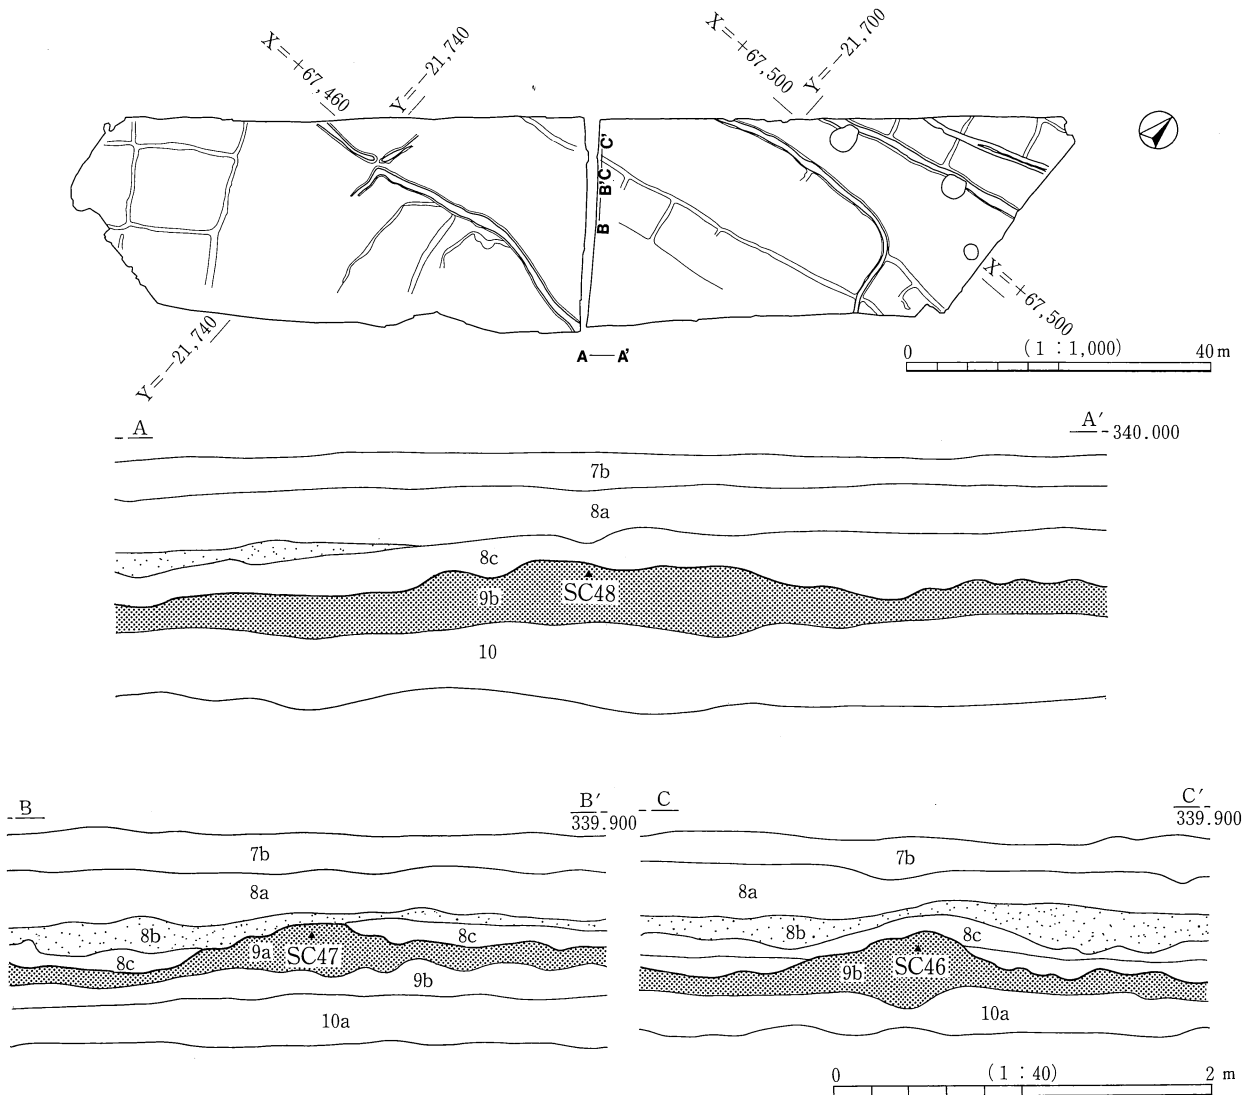 X=+67,460
Y=-21,740
X=+67,500
Y=-21,700
C'
C
B'
B
X=+67,500
Y=-21,740
A — A'
0 (1 : 1,000) 40 m
A A' 340.000
7b
8a
8c
SC48
9b
10
B B' 339.900
7b
8a
8b
8c
9a SC47
8c
9b
10a
C C' 339.900
7b
8a
8b
8c
9b SC46
10a
0 (1 : 40) 2 m